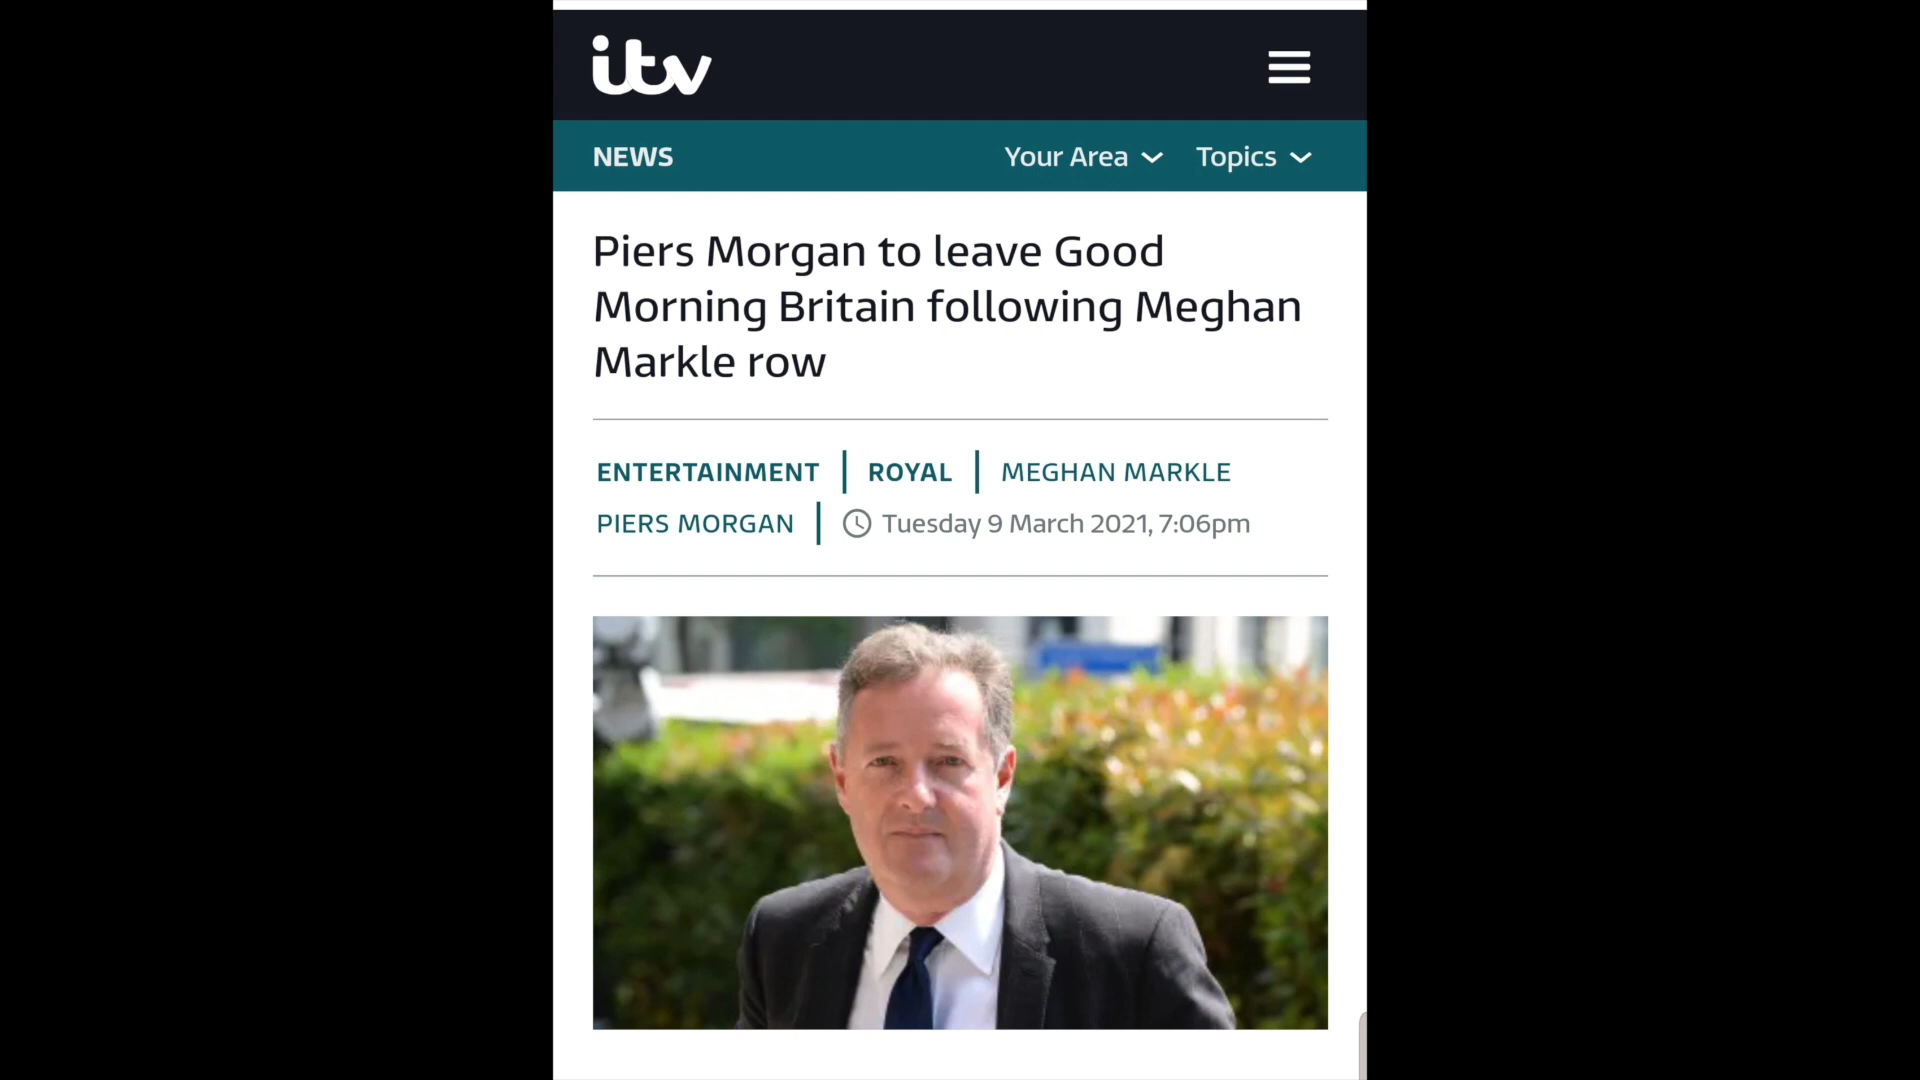 itv
NEWS Your Area Topics
Piers Morgan to leave Good
Morning Britain following Meghan
Markle row
ENTERTAINMENT ROYAL MEGHAN MARKLE
PIERS MORGAN Tuesday 9 March 2021, 7:06pm